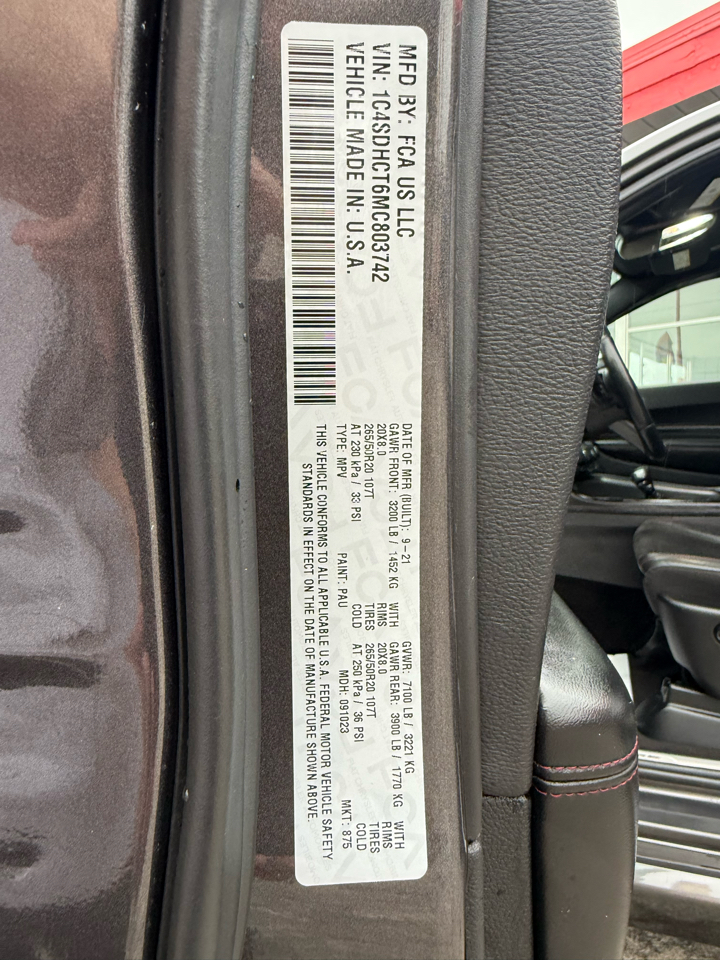 MFD BY: FCA US LLC
VIN: 1C4SDHCT6MC803742
VEHICLE MADE IN: U.S.A.
DATE OF MFR (BUILT): 9-21 GVWR: 7100 LB / 3221 KG
GAWR FRONT: 3200 LB / 1452 KG WITH GAWR REAR: 3900 LB / 1770 KG WITH
20X8.0 RIMS 20X8.0 RIMS
265/50R20 107T TIRES 265/50R20 107T TIRES
AT 230 kPa / 33 PSI COLD AT 250 kPa / 36 PSI COLD
TYPE: MPV PAINT: PAU MDH: 091023 MKT: 875
THIS VEHICLE CONFORMS TO ALL APPLICABLE U.S.A. FEDERAL MOTOR VEHICLE SAFETY
STANDARDS IN EFFECT ON THE DATE OF MANUFACTURE SHOWN ABOVE.